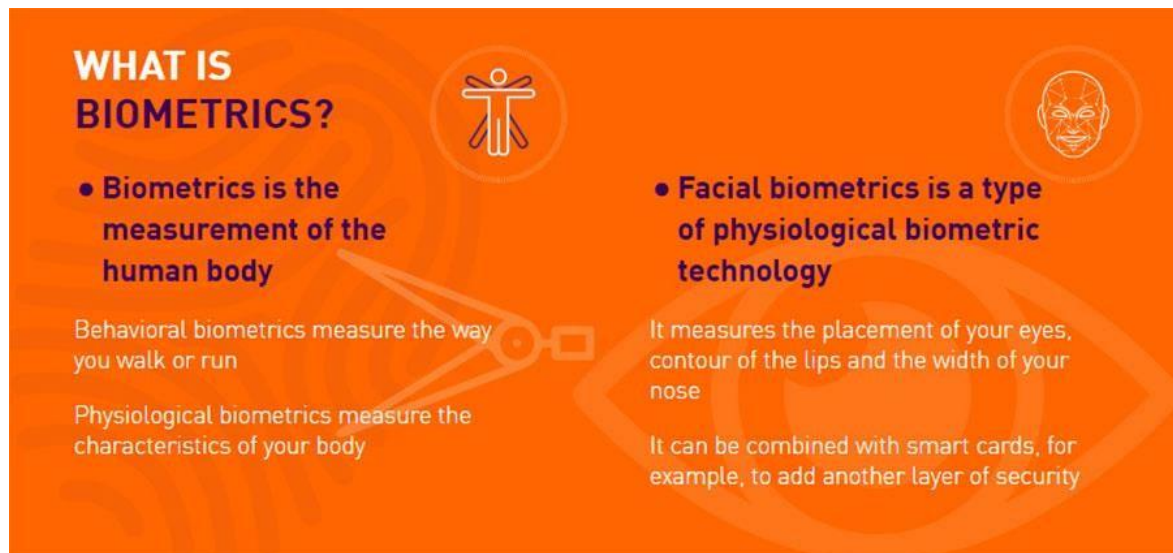 WHAT IS
BIOMETRICS?
• Biometrics is the
measurement of the
human body
Behavioral biometrics measure the way
you walk or run
Physiological biometrics measure the
characteristics of your body
• Facial biometrics is a type
of physiological biometric
technology
It measures the placement of your eyes,
contour of the lips and the width of your
nose
It can be combined with smart cards, for
example, to add another layer of security